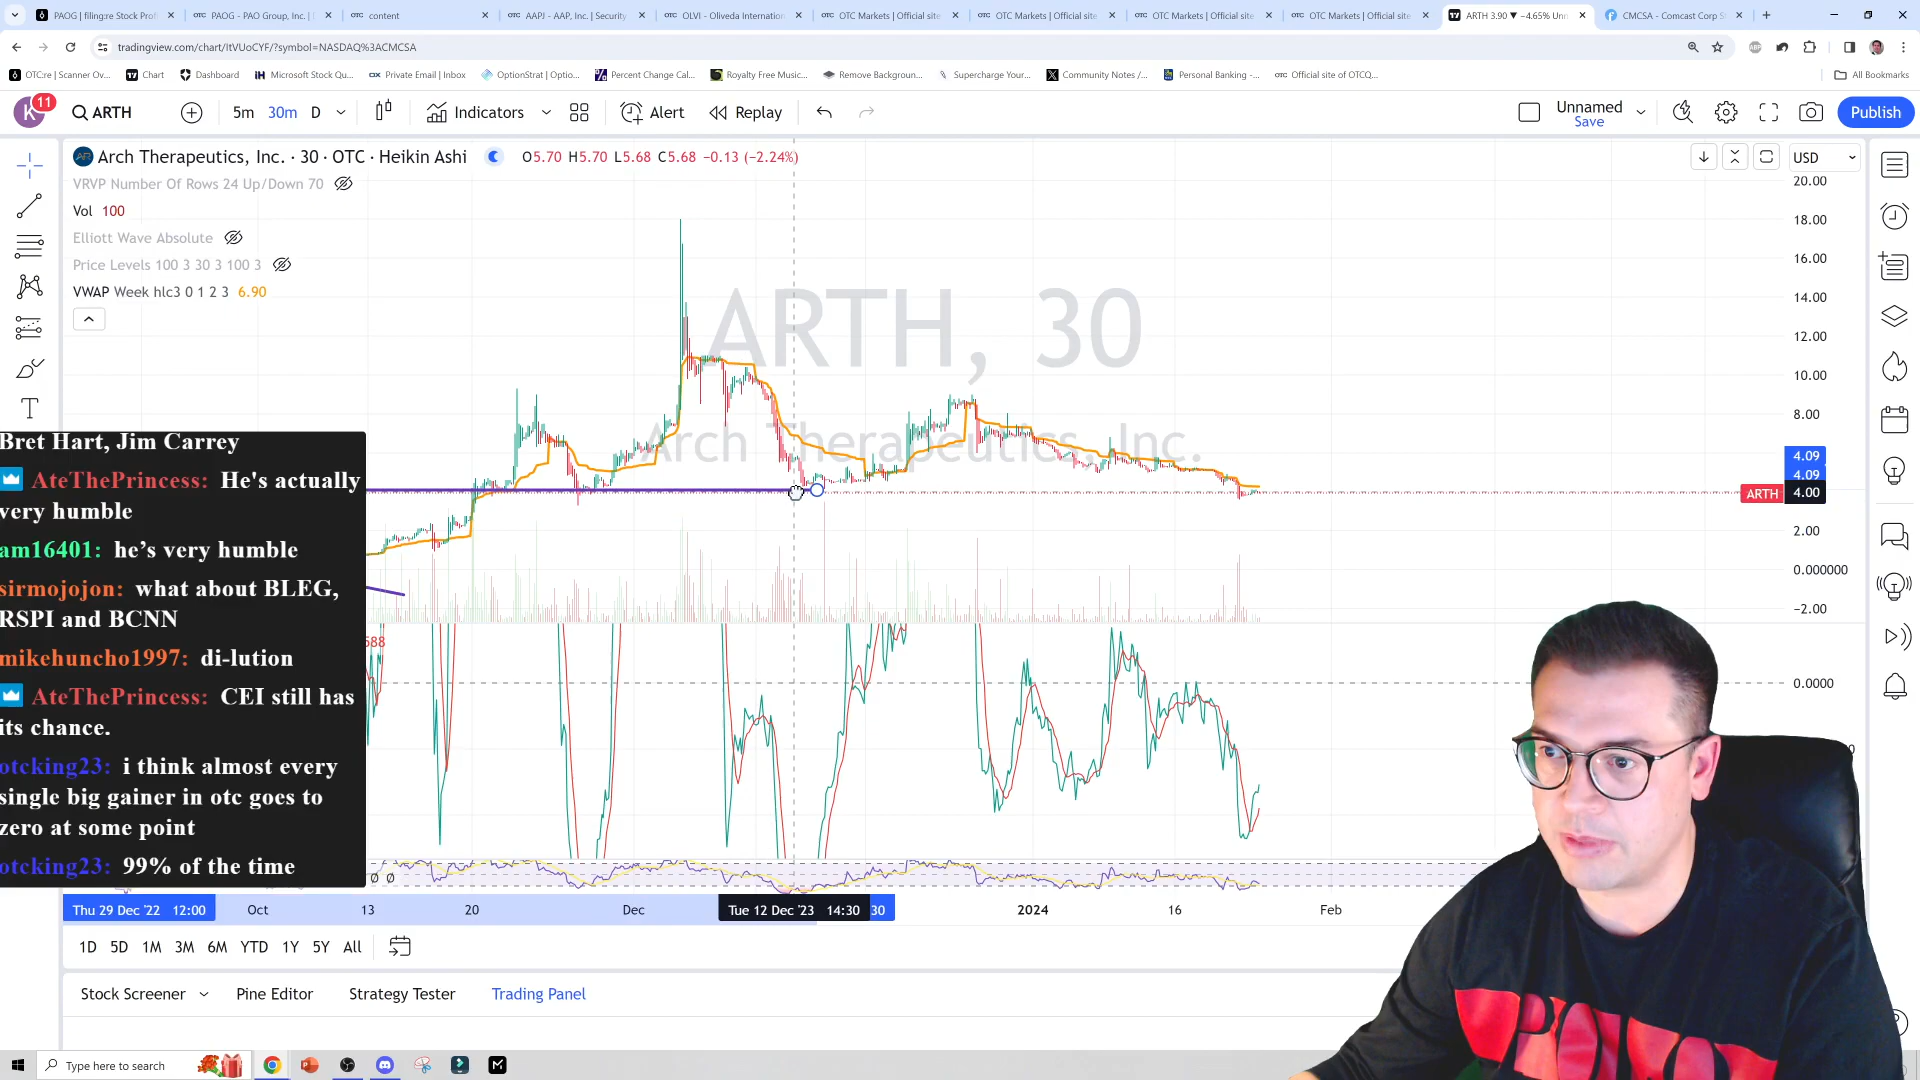 PAOG | filing:re Stock Prof
PAOG - PAO Group, Inc. |
content
AAPJ - AAP, Inc. | Security
OLVI - Oliveda Internation
OTC Markets | Official site
OTC Markets | Official site
OTC Markets | Official site
OTC Markets | Official site
ARTH 3.90 ▼ −4.65% Unn
CMCSA - Comcast Corp S
tradingview.com/chart/ItVUoCYF/?symbol=NASDAQ%3ACMCSA
OTC:re | Scanner Ov...
Chart
Dashboard
Microsoft Stock Qu...
Private Email | Inbox
OptionStrat | Optio...
Percent Change Cal...
Royalty Free Music...
Remove Backgroun...
Supercharge Your...
Community Notes /...
Personal Banking -...
Official site of OTCQ...
All Bookmarks
K 11
ARTH
5m 30m D
Indicators
Alert
Replay
Unnamed
Save
Publish
Arch Therapeutics, Inc. · 30 · OTC · Heikin Ashi
O5.70 H5.70 L5.68 C5.68 −0.13 (−2.24%)
USD
VRVP Number Of Rows 24 Up/Down 70
Vol 100
Elliott Wave Absolute
Price Levels 100 3 30 3 100 3
VWAP Week hlc3 0 1 2 3 6.90
ARTH, 30
Arch Therapeutics, Inc.
20.00
18.00
16.00
14.00
12.00
10.00
8.00
4.09
4.09
ARTH 4.00
2.00
0.000000
−2.00
0.0000
Bret Hart, Jim Carrey
AteThePrincess: He's actually
very humble
am16401: he’s very humble
sirmojojon: what about BLEG,
RSPI and BCNN
mikehuncho1997: di-lution
AteThePrincess: CEI still has
its chance.
otcking23: i think almost every
single big gainer in otc goes to
zero at some point
otcking23: 99% of the time
588
0 0
Thu 29 Dec '22 12:00
Oct
13
20
Dec
Tue 12 Dec '23 14:30
30
2024
16
Feb
1D 5D 1M 3M 6M YTD 1Y 5Y All
Stock Screener
Pine Editor
Strategy Tester
Trading Panel
Type here to search